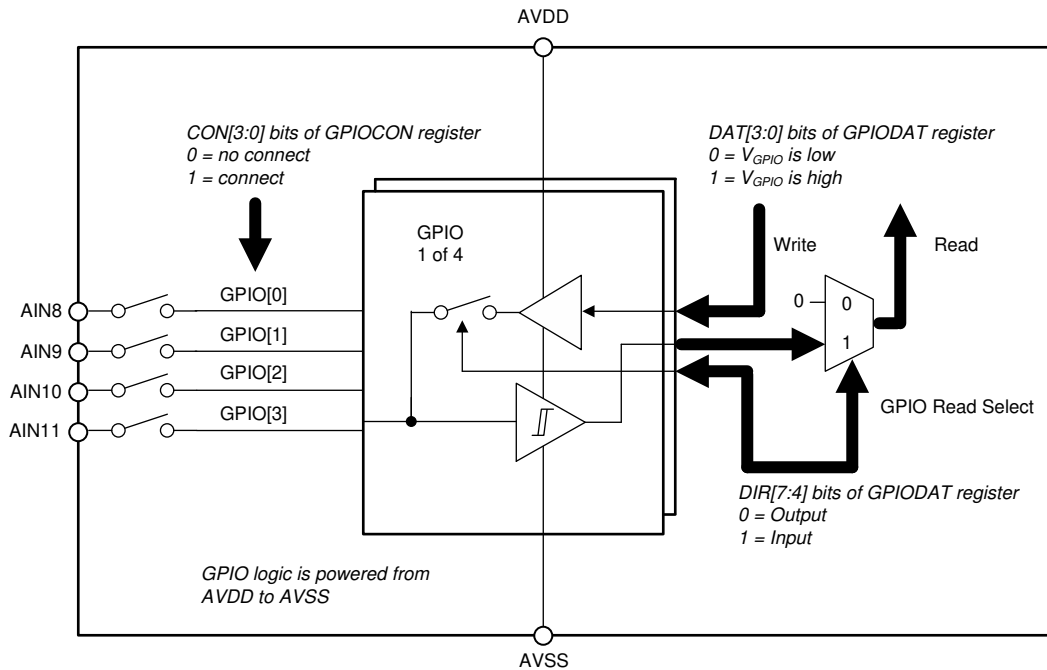 AVDD
CON[3:0] bits of GPIOCON register
0 = no connect
1 = connect
DAT[3:0] bits of GPIODAT register
0 = VGPIO is low
1 = VGPIO is high
GPIO
1 of 4
Write
Read
AIN8
GPIO[0]
0
0
AIN9
GPIO[1]
1
AIN10
GPIO[2]
AIN11
GPIO[3]
GPIO Read Select
DIR[7:4] bits of GPIODAT register
0 = Output
1 = Input
GPIO logic is powered from
AVDD to AVSS
AVSS